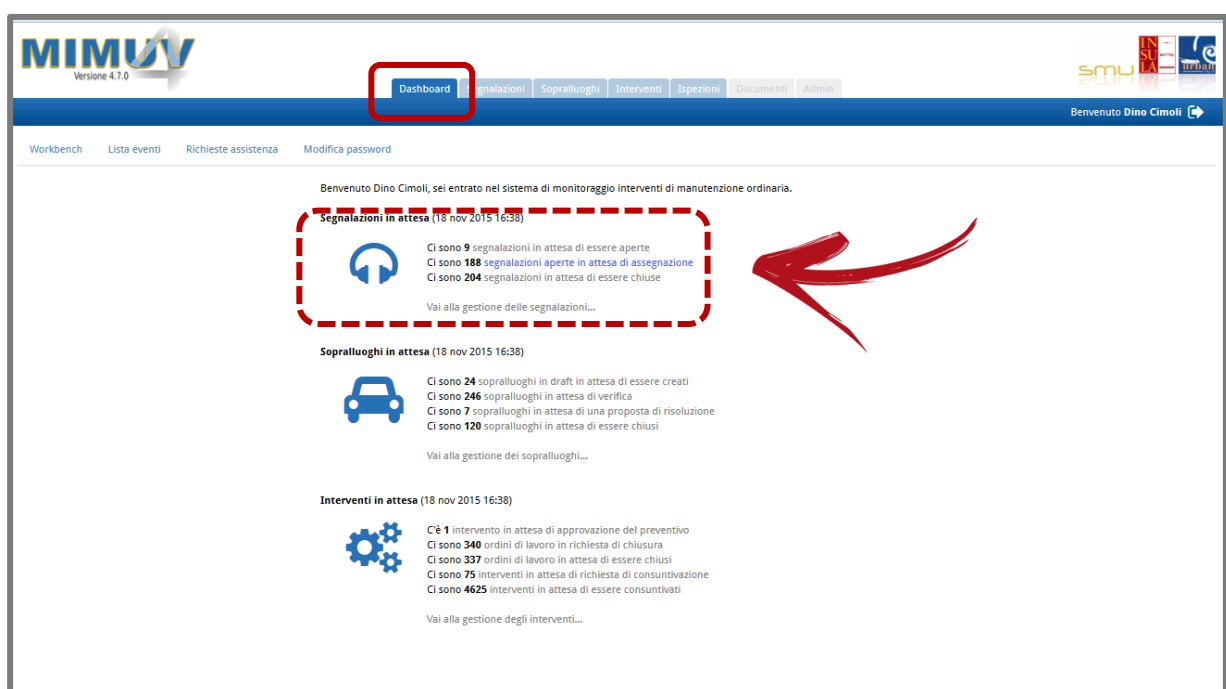 MIMUV4
Versione 4.7.0
smu
IN
SU
LA
urban
Dashboard Segnalazioni Sopralluoghi Interventi Ispezioni Documenti Admin
Benvenuto Dino Cimoli
Workbench Lista eventi Richieste assistenza Modifica password
Benvenuto Dino Cimoli, sei entrato nel sistema di monitoraggio interventi di manutenzione ordinaria.
Segnalazioni in attesa (18 nov 2015 16:38)
Ci sono 9 segnalazioni in attesa di essere aperte
Ci sono 188 segnalazioni aperte in attesa di assegnazione
Ci sono 204 segnalazioni in attesa di essere chiuse
Vai alla gestione delle segnalazioni...
Sopralluoghi in attesa (18 nov 2015 16:38)
Ci sono 24 sopralluoghi in draft in attesa di essere creati
Ci sono 246 sopralluoghi in attesa di verifica
Ci sono 7 sopralluoghi in attesa di una proposta di risoluzione
Ci sono 120 sopralluoghi in attesa di essere chiusi
Vai alla gestione dei sopralluoghi...
Interventi in attesa (18 nov 2015 16:38)
C'è 1 intervento in attesa di approvazione del preventivo
Ci sono 340 ordini di lavoro in richiesta di chiusura
Ci sono 337 ordini di lavoro in attesa di essere chiusi
Ci sono 75 interventi in attesa di richiesta di consuntivazione
Ci sono 4625 interventi in attesa di essere consuntivati
Vai alla gestione degli interventi...